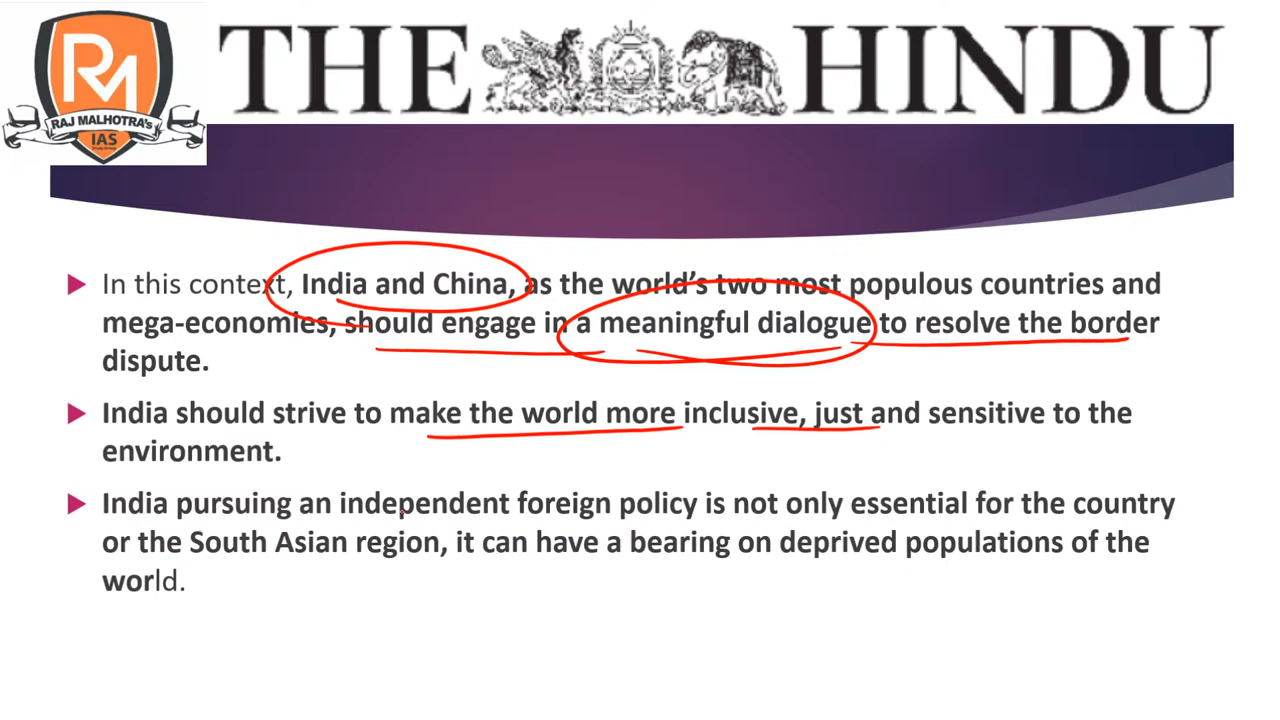 RM
RAJ MALHOTRA'S
IAS
Study Group
THE HINDU
In this context, India and China, as the world's two most populous countries and
mega-economies, should engage in a meaningful dialogue to resolve the border
dispute.
India should strive to make the world more inclusive, just and sensitive to the
environment.
India pursuing an independent foreign policy is not only essential for the country
or the South Asian region, it can have a bearing on deprived populations of the
world.